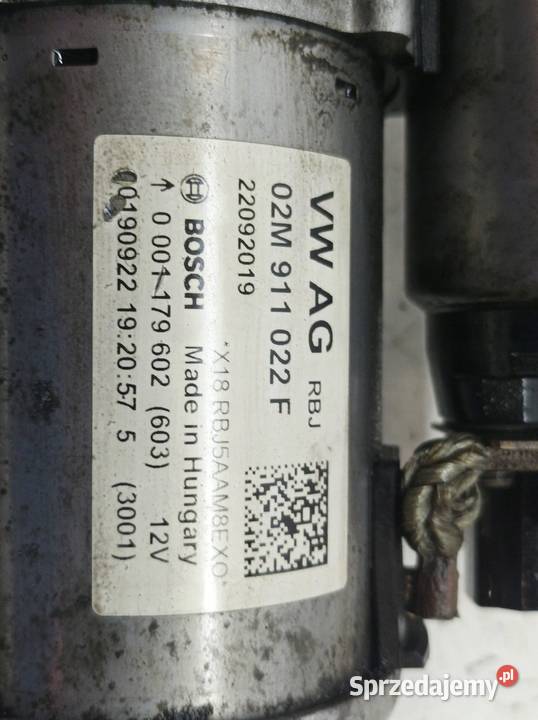 VW AG RBJ
02M 911 022 F
22092019
*X18 RBJ5AAM8EXO*
BOSCH Made in Hungary
↑ 0 001 179 602 (603) 12V
00190922 19:20:57 5 (3001)
Sprzedajemy.pl